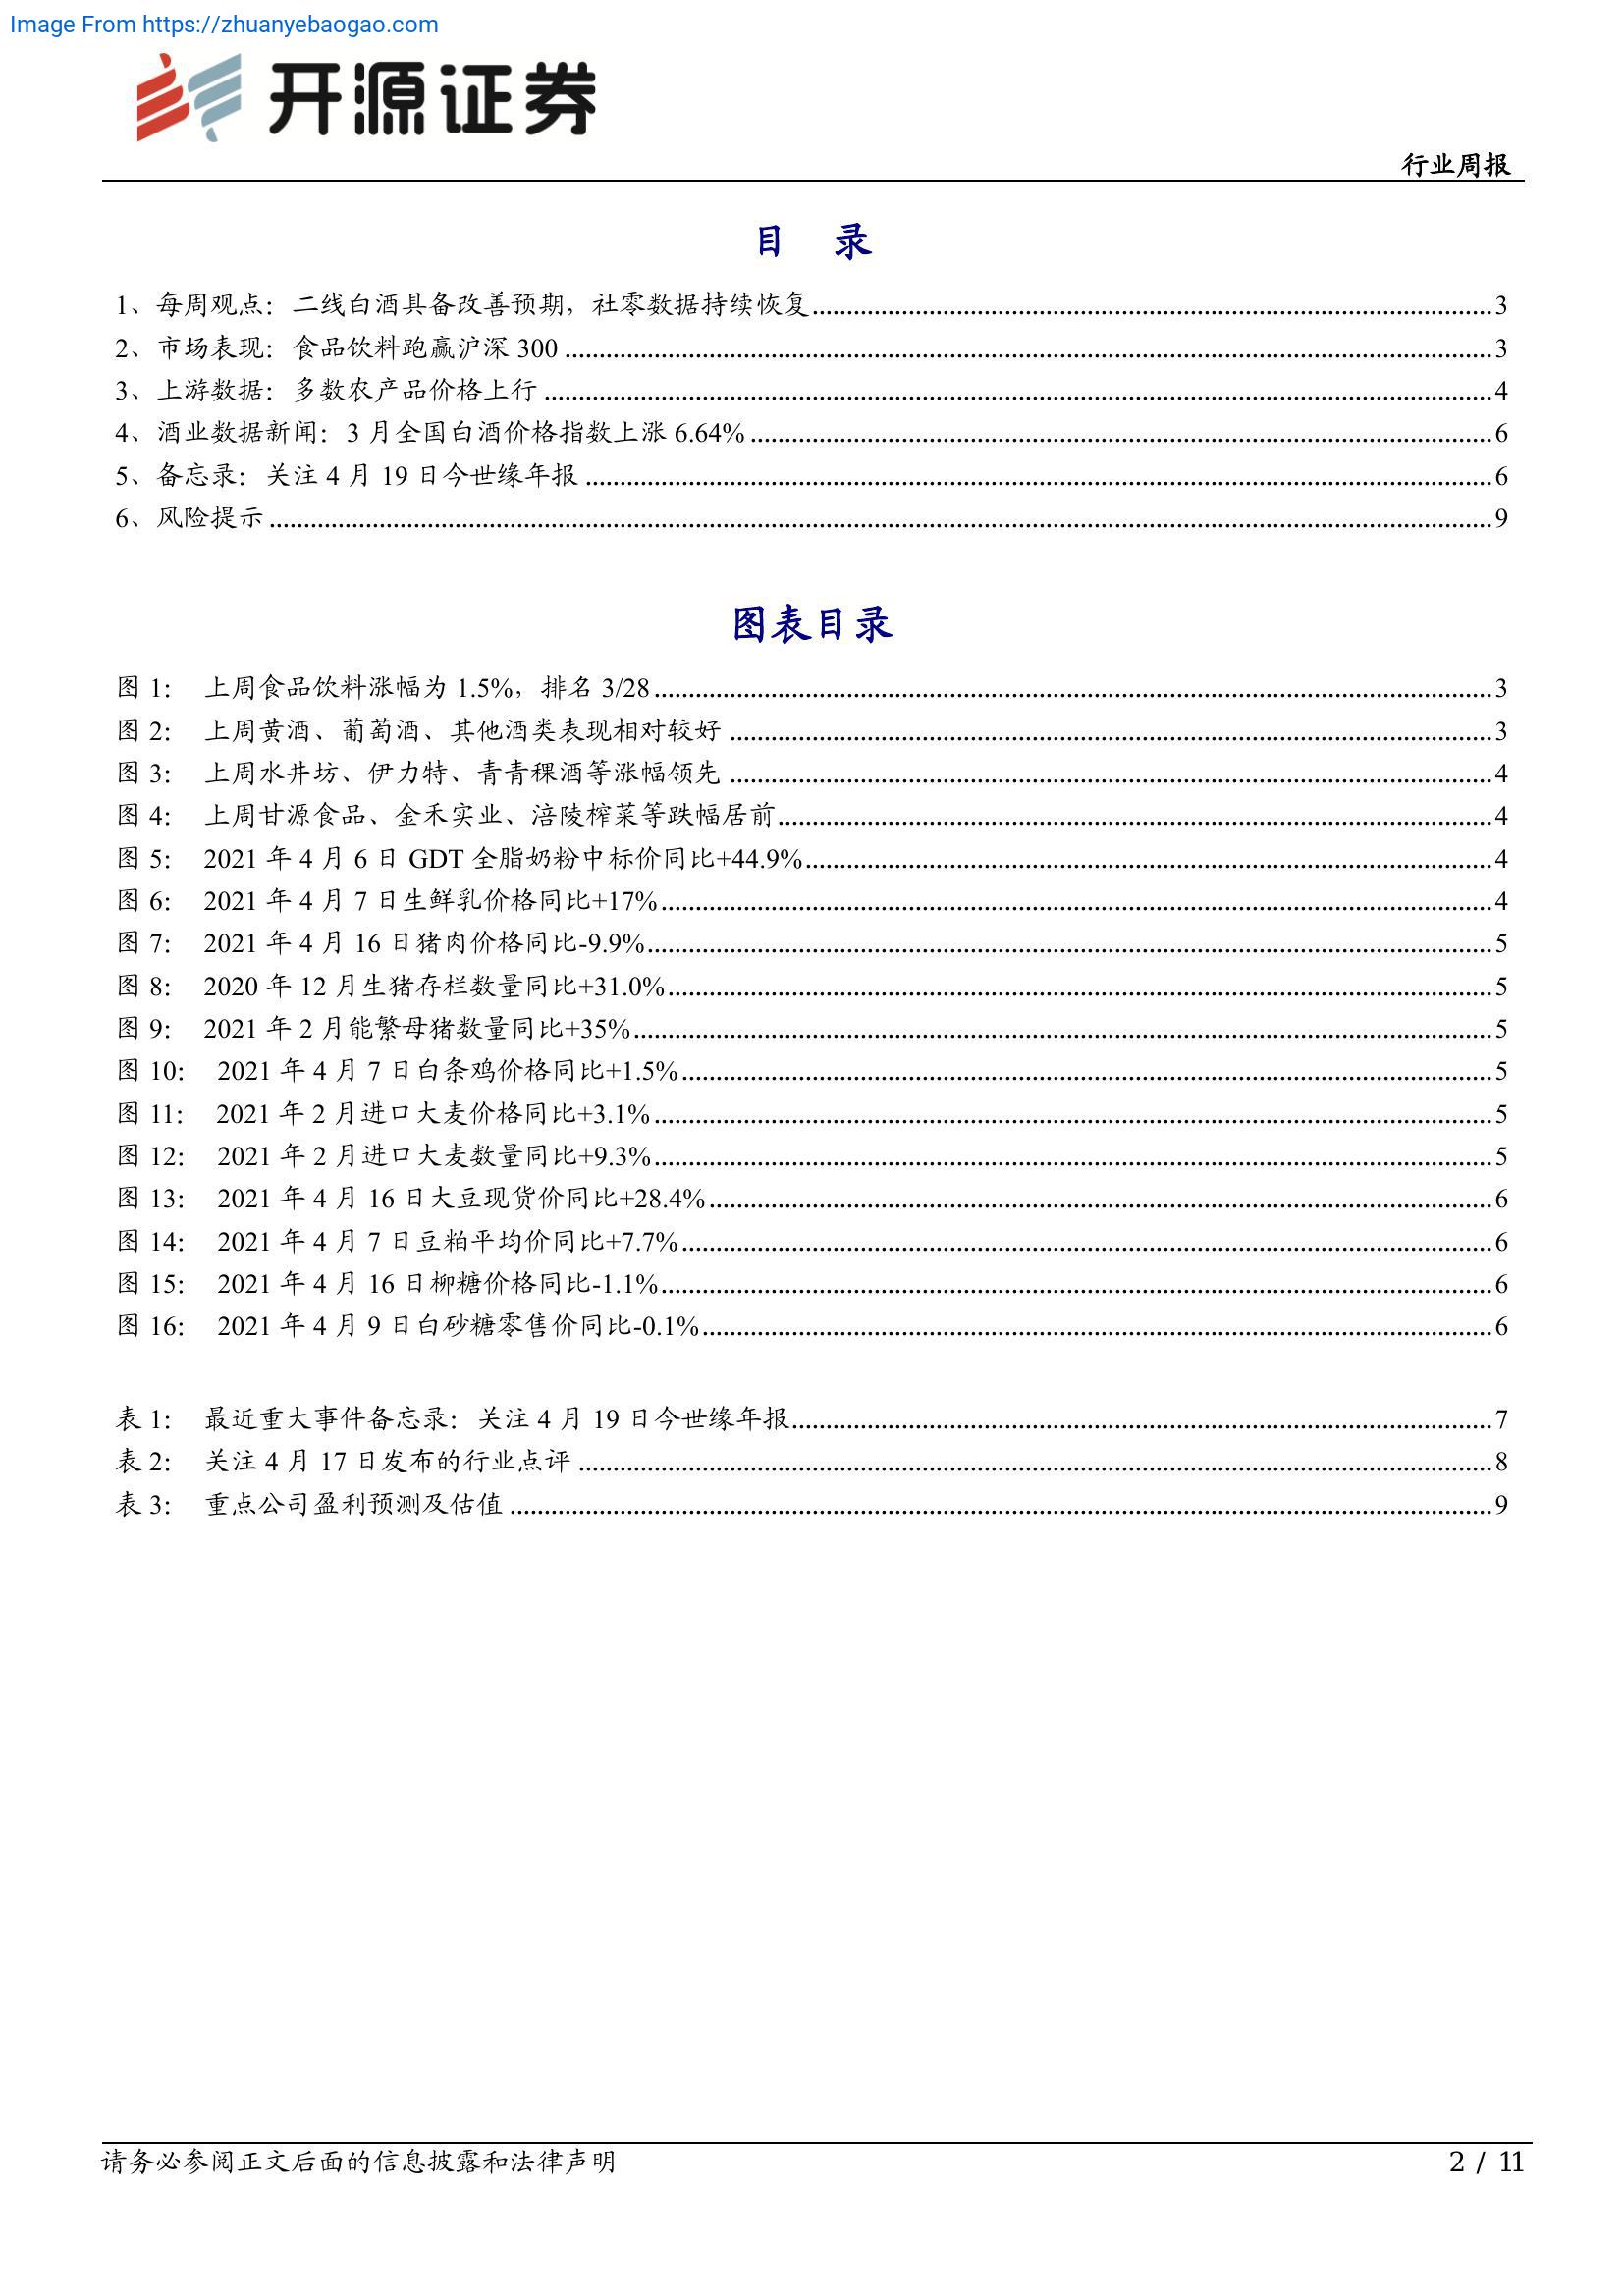 Image From https://zhuanyebaogao.com
开源证券
行业周报
目 录
1、每周观点：二线白酒具备改善预期，社零数据持续恢复 3
2、市场表现：食品饮料跑赢沪深 300 3
3、上游数据：多数农产品价格上行 4
4、酒业数据新闻：3 月全国白酒价格指数上涨 6.64% 6
5、备忘录：关注 4 月 19 日今世缘年报 6
6、风险提示 9
图表目录
图 1： 上周食品饮料涨幅为 1.5%，排名 3/28 3
图 2： 上周黄酒、葡萄酒、其他酒类表现相对较好 3
图 3： 上周水井坊、伊力特、青青稞酒等涨幅领先 4
图 4： 上周甘源食品、金禾实业、涪陵榨菜等跌幅居前 4
图 5： 2021 年 4 月 6 日 GDT 全脂奶粉中标价同比+44.9% 4
图 6： 2021 年 4 月 7 日生鲜乳价格同比+17% 4
图 7： 2021 年 4 月 16 日猪肉价格同比-9.9% 5
图 8： 2020 年 12 月生猪存栏数量同比+31.0% 5
图 9： 2021 年 2 月能繁母猪数量同比+35% 5
图 10： 2021 年 4 月 7 日白条鸡价格同比+1.5% 5
图 11： 2021 年 2 月进口大麦价格同比+3.1% 5
图 12： 2021 年 2 月进口大麦数量同比+9.3% 5
图 13： 2021 年 4 月 16 日大豆现货价同比+28.4% 6
图 14： 2021 年 4 月 7 日豆粕平均价同比+7.7% 6
图 15： 2021 年 4 月 16 日柳糖价格同比-1.1% 6
图 16： 2021 年 4 月 9 日白砂糖零售价同比-0.1% 6
表 1： 最近重大事件备忘录：关注 4 月 19 日今世缘年报 7
表 2： 关注 4 月 17 日发布的行业点评 8
表 3： 重点公司盈利预测及估值 9
请务必参阅正文后面的信息披露和法律声明
2 / 11